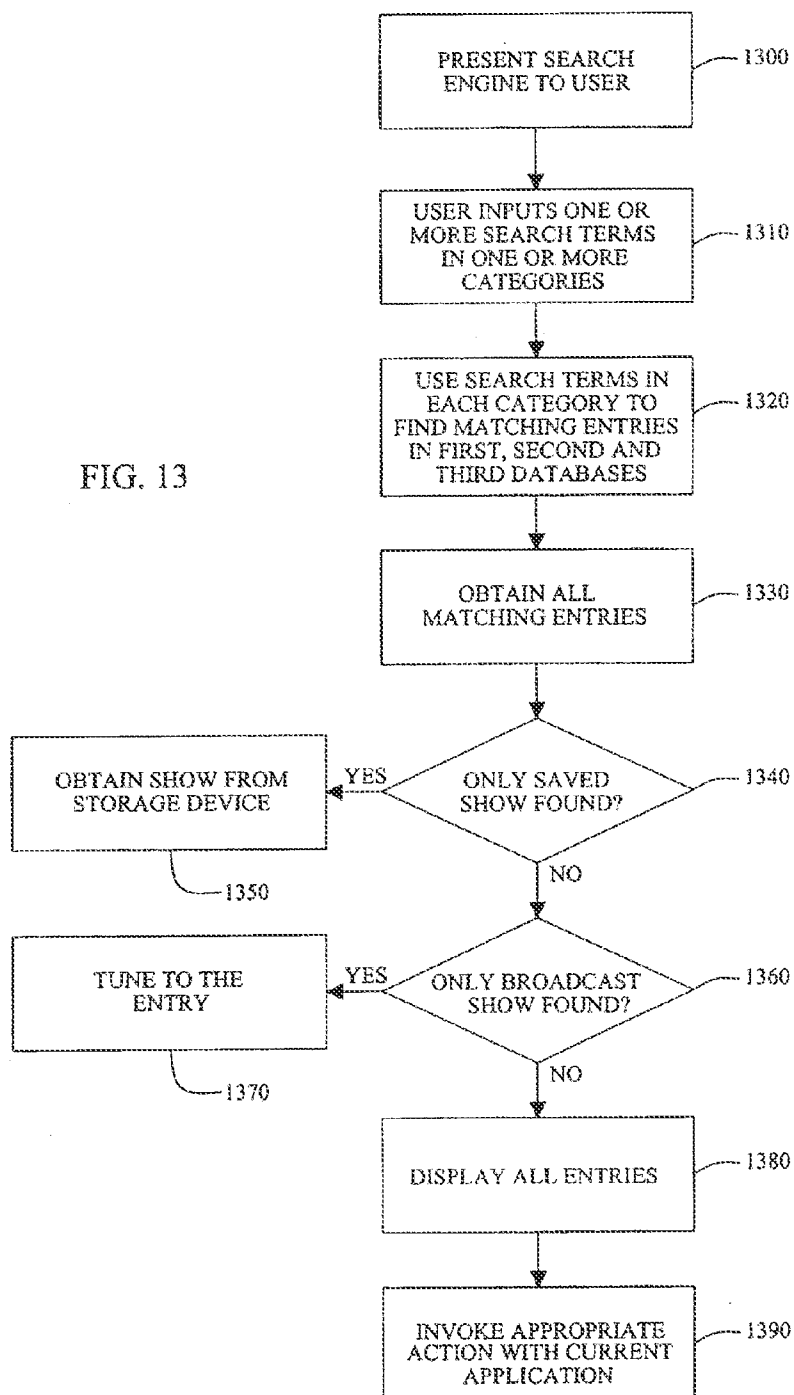 PRESENT SEARCH
ENGINE TO USER
1300
USER INPUTS ONE OR
MORE SEARCH TERMS
IN ONE OR MORE
CATEGORIES
1310
USE SEARCH TERMS IN
EACH CATEGORY TO
FIND MATCHING ENTRIES
IN FIRST, SECOND AND
THIRD DATABASES
1320
FIG. 13
OBTAIN ALL
MATCHING ENTRIES
1330
ONLY SAVED
SHOW FOUND?
1340
YES
OBTAIN SHOW FROM
STORAGE DEVICE
1350
NO
ONLY BROADCAST
SHOW FOUND?
1360
YES
TUNE TO THE
ENTRY
1370
NO
DISPLAY ALL ENTRIES
1380
INVOKE APPROPRIATE
ACTION WITH CURRENT
APPLICATION
1390